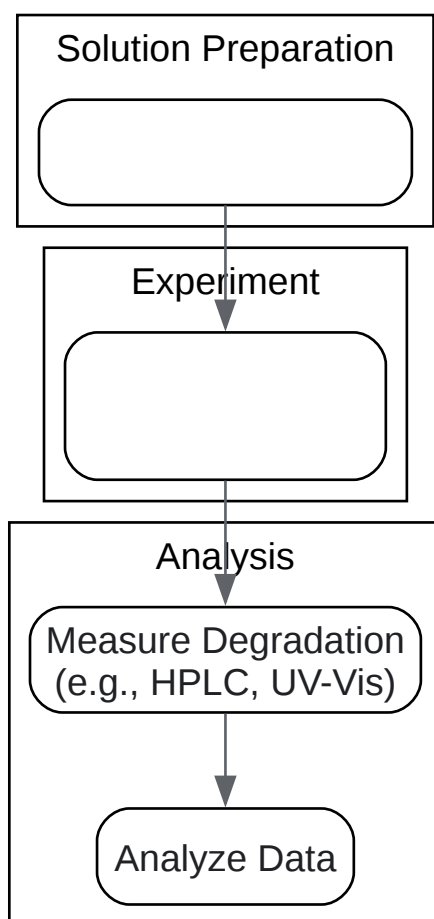 Solution Preparation
Experiment
Analysis
Measure Degradation
(e.g., HPLC, UV-Vis)
Analyze Data